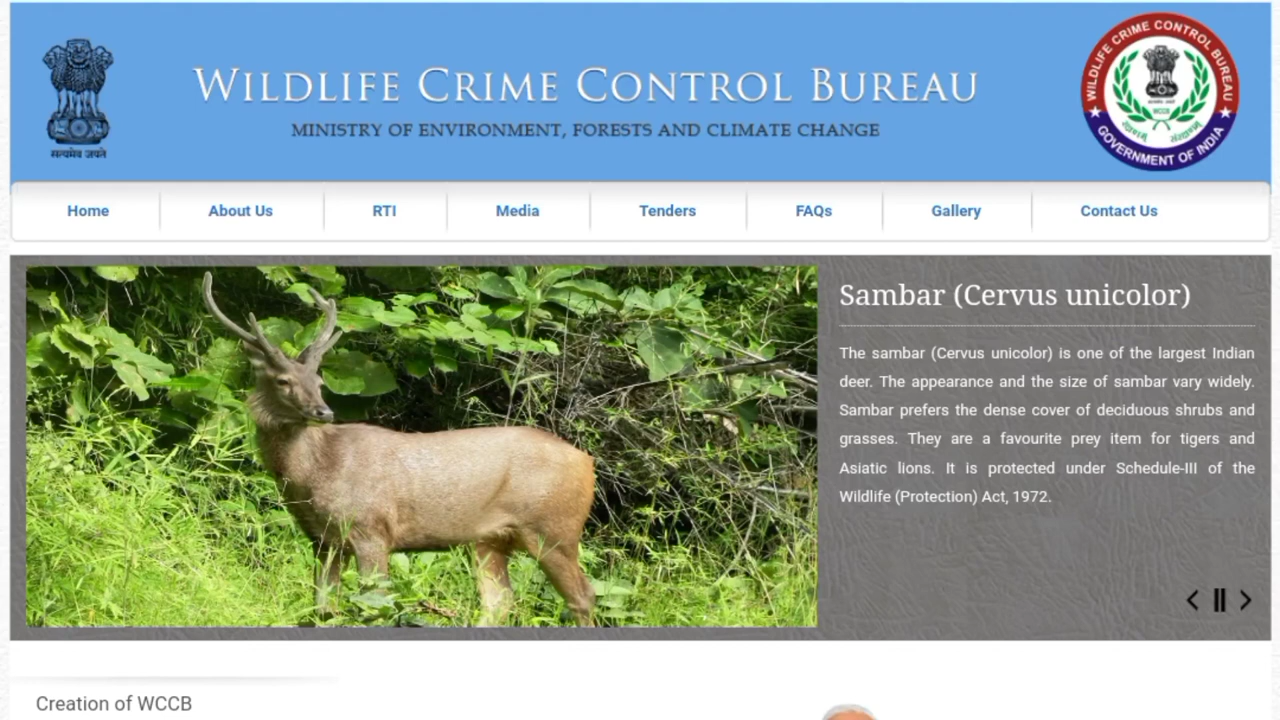 WILDLIFE CRIME CONTROL BUREAU
MINISTRY OF ENVIRONMENT, FORESTS AND CLIMATE CHANGE
सत्यमेव जयते
WILDLIFE CRIME CONTROL BUREAU
WCCB
GOVERNMENT OF INDIA
Home
About Us
RTI
Media
Tenders
FAQs
Gallery
Contact Us
Sambar (Cervus unicolor)
The sambar (Cervus unicolor) is one of the largest Indian
deer. The appearance and the size of sambar vary widely.
Sambar prefers the dense cover of deciduous shrubs and
grasses. They are a favourite prey item for tigers and
Asiatic lions. It is protected under Schedule-III of the
Wildlife (Protection) Act, 1972.
Creation of WCCB